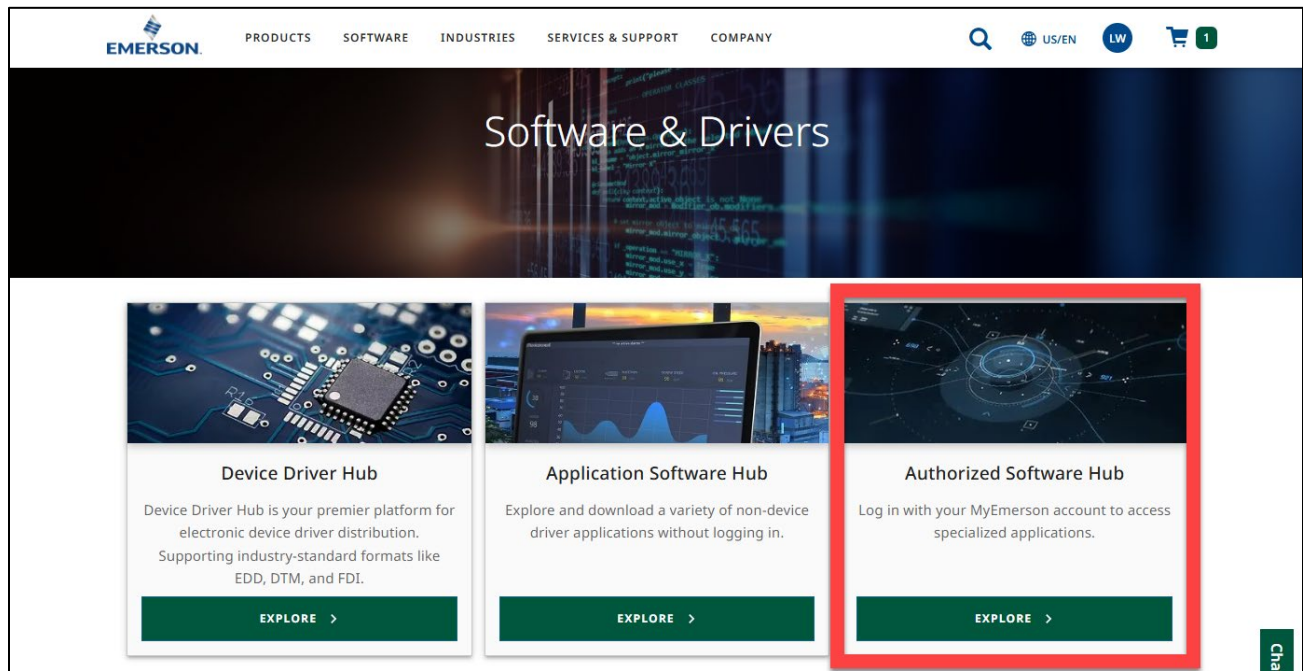 EMERSON.
PRODUCTS SOFTWARE INDUSTRIES SERVICES & SUPPORT COMPANY
US/EN LW 1
Software & Drivers
Device Driver Hub
Device Driver Hub is your premier platform for
electronic device driver distribution.
Supporting industry-standard formats like
EDD, DTM, and FDI.
EXPLORE >
Application Software Hub
Explore and download a variety of non-device
driver applications without logging in.
EXPLORE >
Authorized Software Hub
Log in with your MyEmerson account to access
specialized applications.
EXPLORE >
Cha